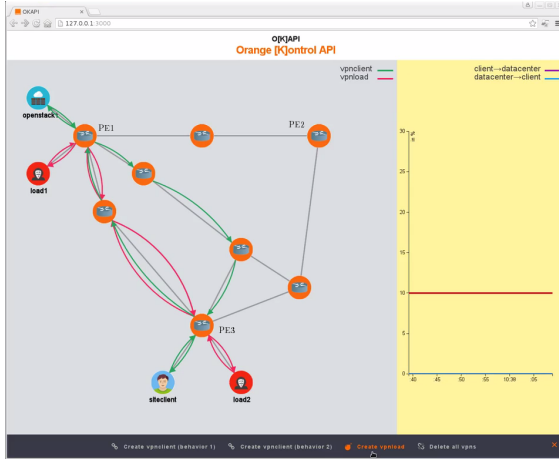 OKAPI
127.0.0.1:3000
O[K]API
Orange [K]ontrol API
vpnclient
vpnload
client→datacenter
datacenter→client
openstack1
PE1
PE2
load1
PE3
siteclient
load2
30
25
20
15
10
5
0
40
45
50
55
10:38
05
Create vpnclient (behavior 1)
Create vpnclient (behavior 2)
Create vpnload
Delete all vpns